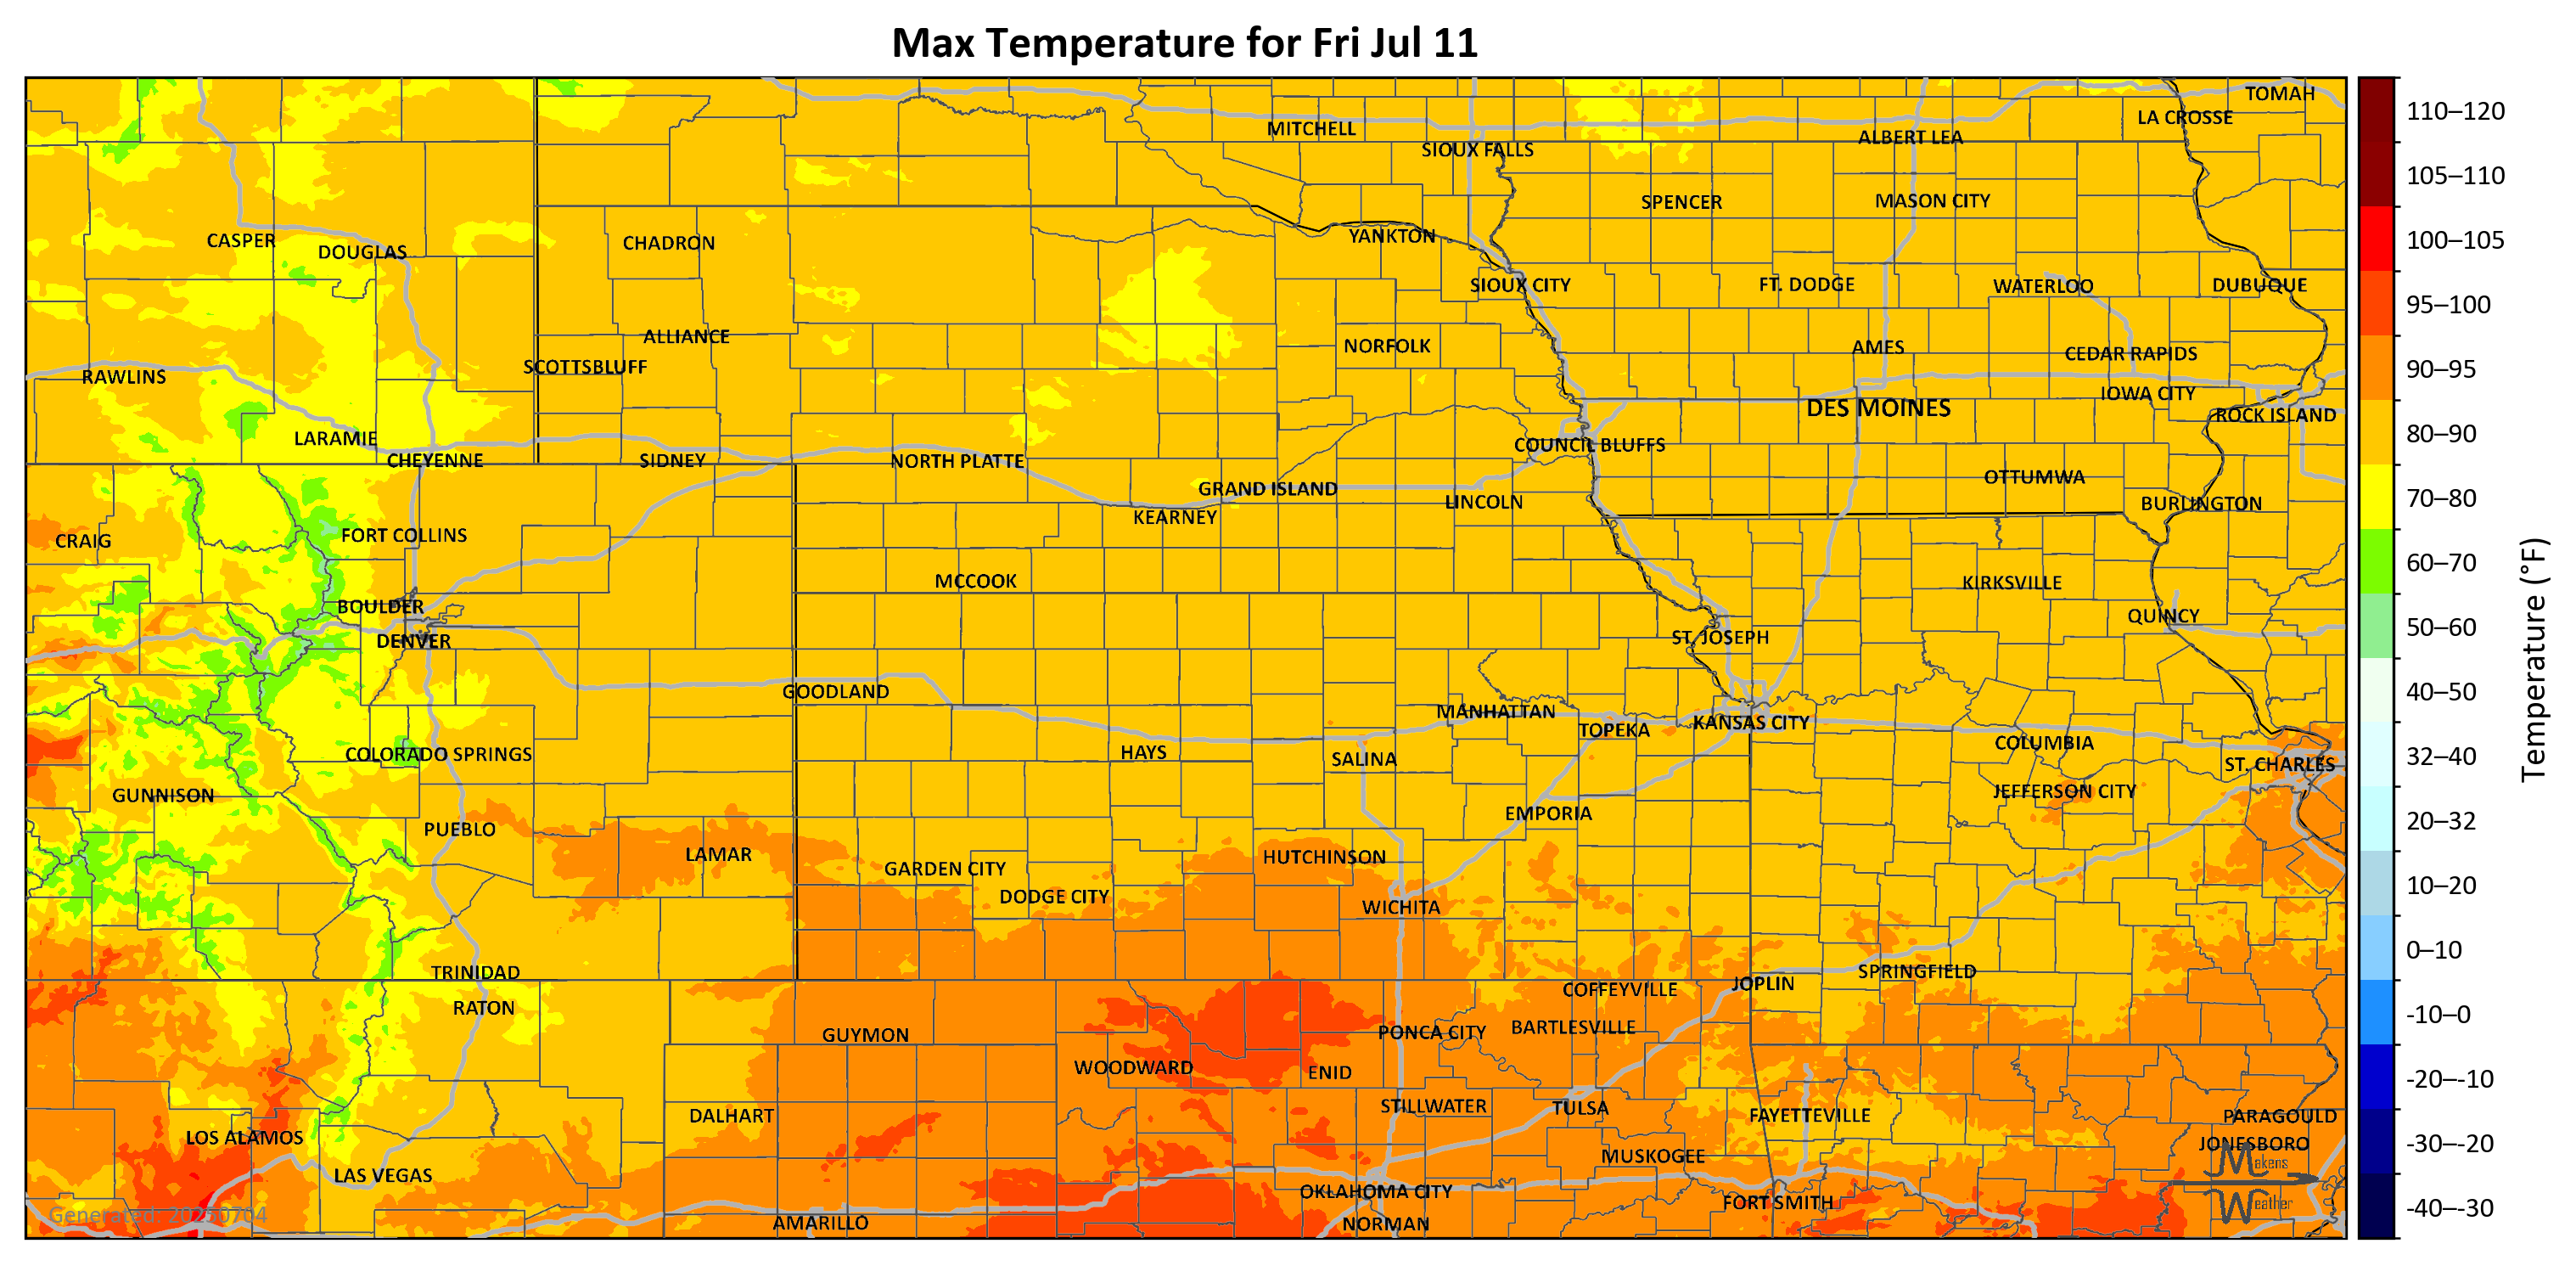 Max Temperature for Fri Jul 11
TOMAH
LA CROSSE
MITCHELL
ALBERT LEA
SIOUX FALLS
SPENCER
MASON CITY
CASPER
DOUGLAS
CHADRON
YANKTON
SIOUX CITY
FT. DODGE
WATERLOO
DUBUQUE
ALLIANCE
NORFOLK
AMES
CEDAR RAPIDS
SCOTTSBLUFF
RAWLINS
IOWA CITY
DES MOINES
ROCK ISLAND
LARAMIE
COUNCIL BLUFFS
CHEYENNE
SIDNEY
NORTH PLATTE
OTTUMWA
GRAND ISLAND
LINCOLN
BURLINGTON
KEARNEY
FORT COLLINS
CRAIG
MCCOOK
KIRKSVILLE
BOULDER
QUINCY
DENVER
ST. JOSEPH
GOODLAND
MANHATTAN
TOPEKA
KANSAS CITY
COLUMBIA
COLORADO SPRINGS
HAYS
SALINA
ST. CHARLES
GUNNISON
JEFFERSON CITY
EMPORIA
PUEBLO
LAMAR
HUTCHINSON
GARDEN CITY
DODGE CITY
WICHITA
TRINIDAD
SPRINGFIELD
JOPLIN
COFFEYVILLE
RATON
GUYMON
PONCA CITY
BARTLESVILLE
WOODWARD
ENID
STILLWATER
TULSA
DALHART
FAYETTEVILLE
PARAGOULD
LOS ALAMOS
JONESBORO
MUSKOGEE
LAS VEGAS
OKLAHOMA CITY
FORT SMITH
AMARILLO
NORMAN
Generated: 20250704
Makens
Weather
110–120
105–110
100–105
95–100
90–95
80–90
70–80
60–70
50–60
40–50
32–40
20–32
10–20
0–10
-10–0
-20–-10
-30–-20
-40–-30
Temperature (°F)